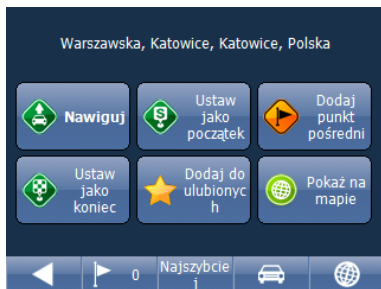 Warszawska, Katowice, Katowice, Polska
Nawiguj
Ustaw
jako
początek
Dodaj
punkt
pośredni
Ustaw
jako
koniec
Dodaj do
ulubionyc
h
Pokaż na
mapie
0
Najszybcie
j